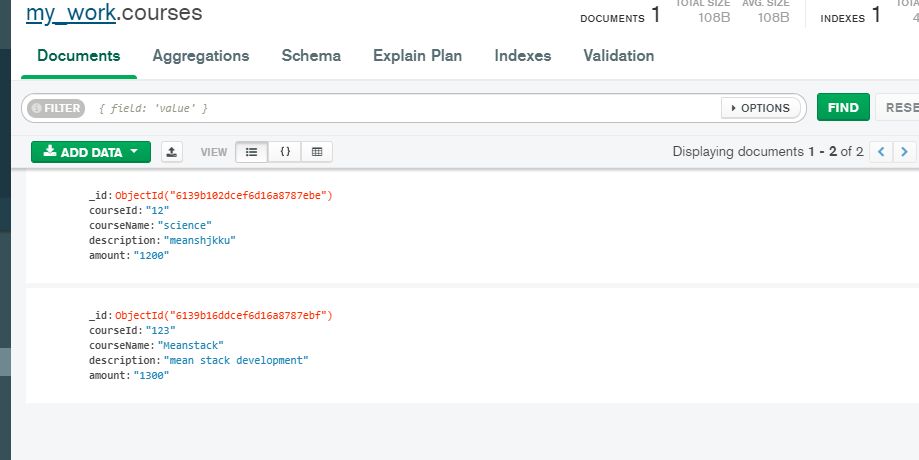 my_work.courses
DOCUMENTS 1 TOTAL SIZE 108B AVG. SIZE 108B INDEXES 1
Documents Aggregations Schema Explain Plan Indexes Validation
FILTER { field: 'value' } OPTIONS FIND RESE
ADD DATA VIEW {} Displaying documents 1 - 2 of 2
_id: ObjectId("6139b102dcef6d16a8787ebe")
courseId: "12"
courseName: "science"
description: "meanshjkku"
amount: "1200"
_id: ObjectId("6139b16ddcef6d16a8787ebf")
courseId: "123"
courseName: "Meanstack"
description: "mean stack development"
amount: "1300"